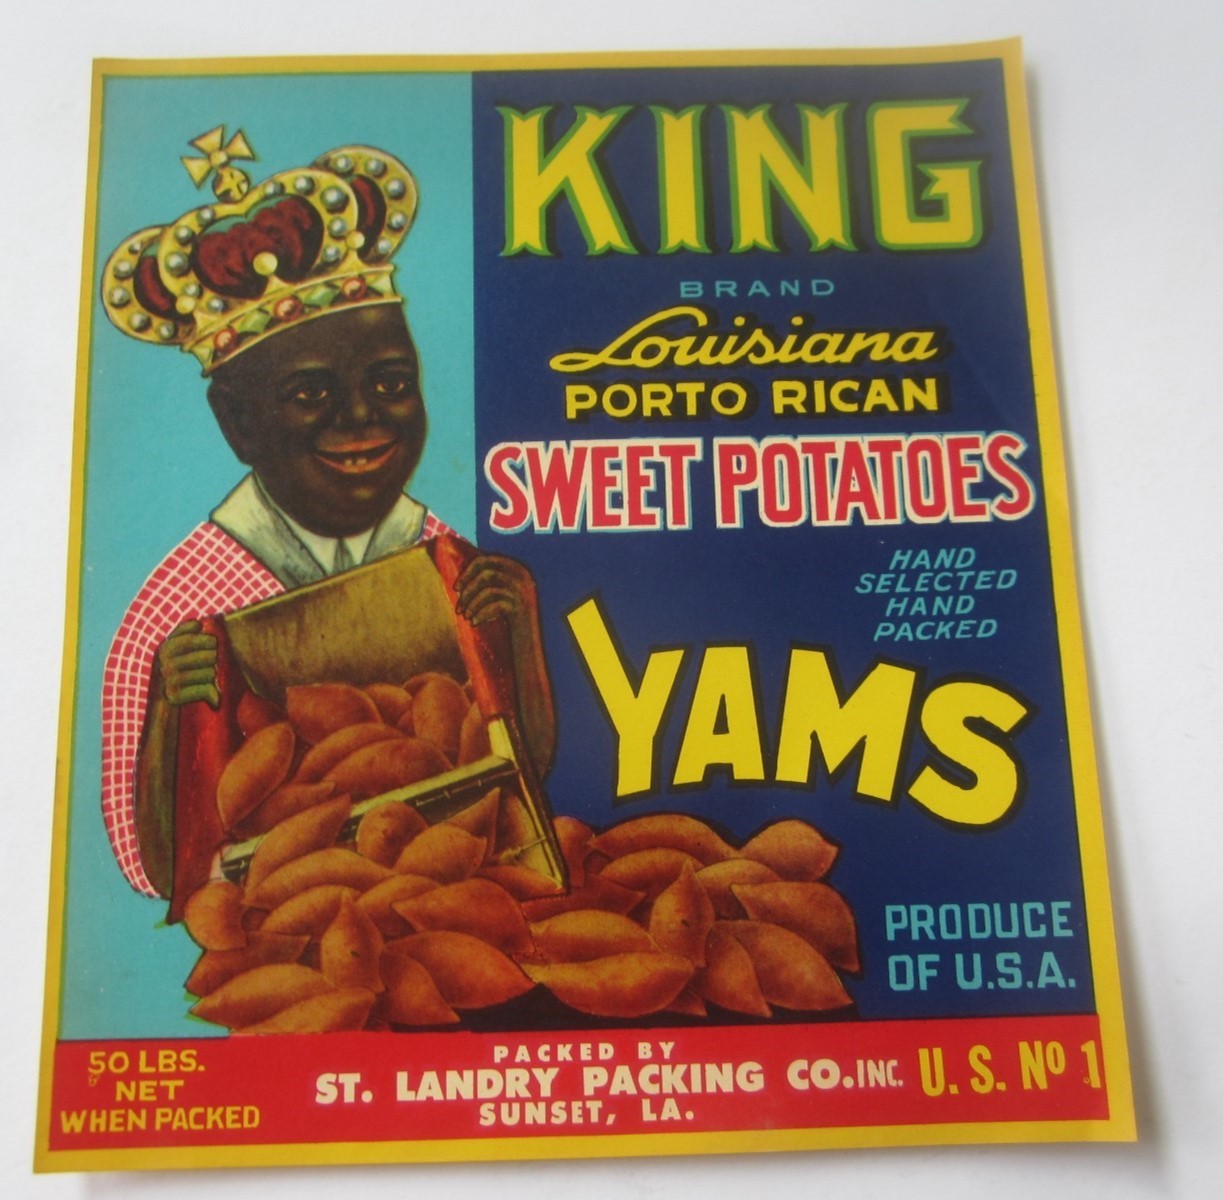 KING
BRAND
Louisiana
PORTO RICAN
SWEET POTATOES
HAND
SELECTED
HAND
PACKED
YAMS
PRODUCE
OF U.S.A.
50 LBS.
NET
WHEN PACKED
PACKED BY
ST. LANDRY PACKING CO. INC.
SUNSET, LA.
U. S. Nº 1